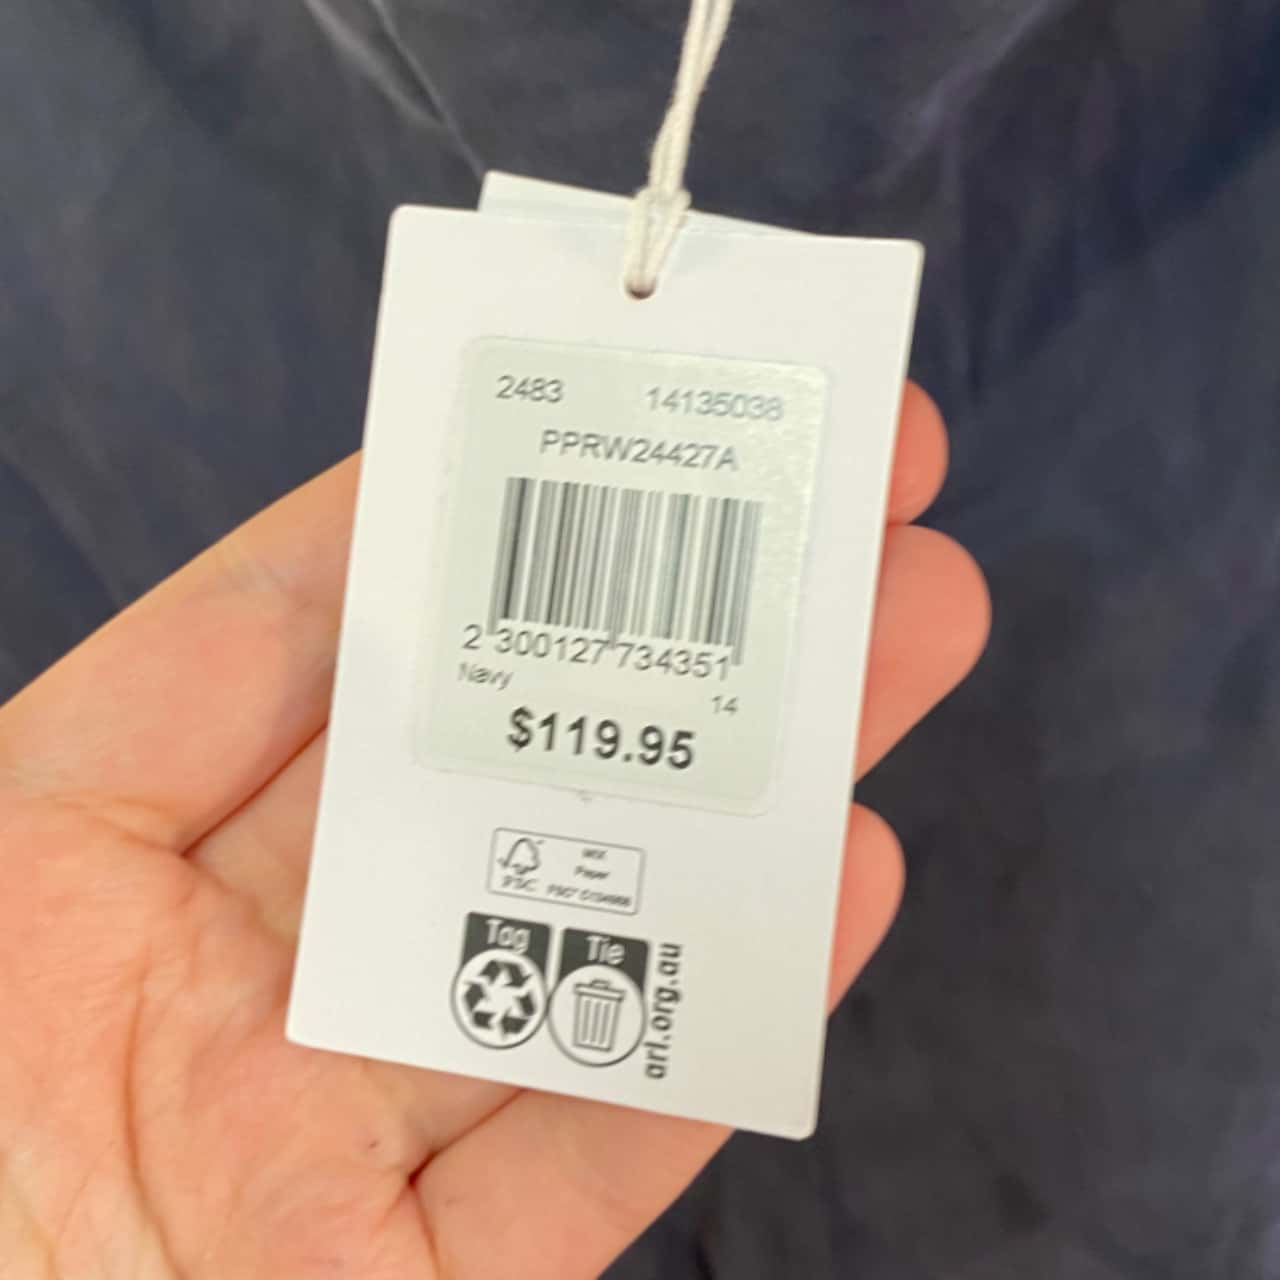 2483 14135038
PPRW24427A
2 300127 734351
Navy 14
$119.95
FSC
MIX
Paper
Tag Tie
arl.org.au